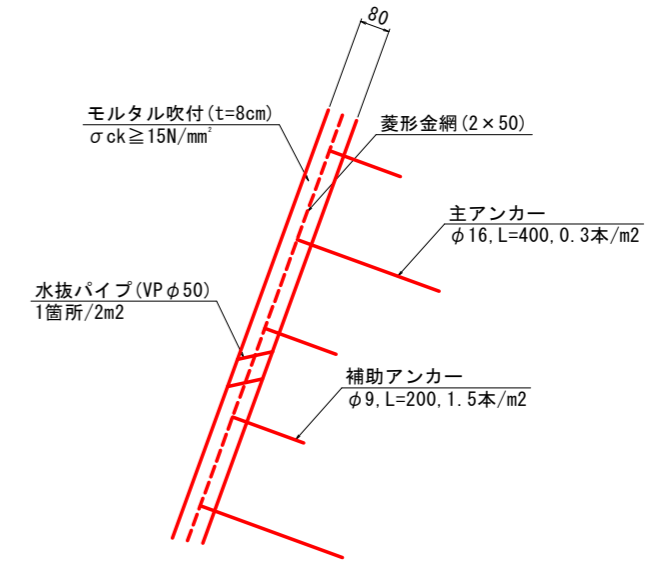 80
モルタル吹付(t=8cm)
σck≧15N/mm²
菱形金網(2×50)
主アンカー
φ16,L=400,0.3本/m2
水抜パイプ(VPφ50)
1箇所/2m2
補助アンカー
φ9,L=200,1.5本/m2